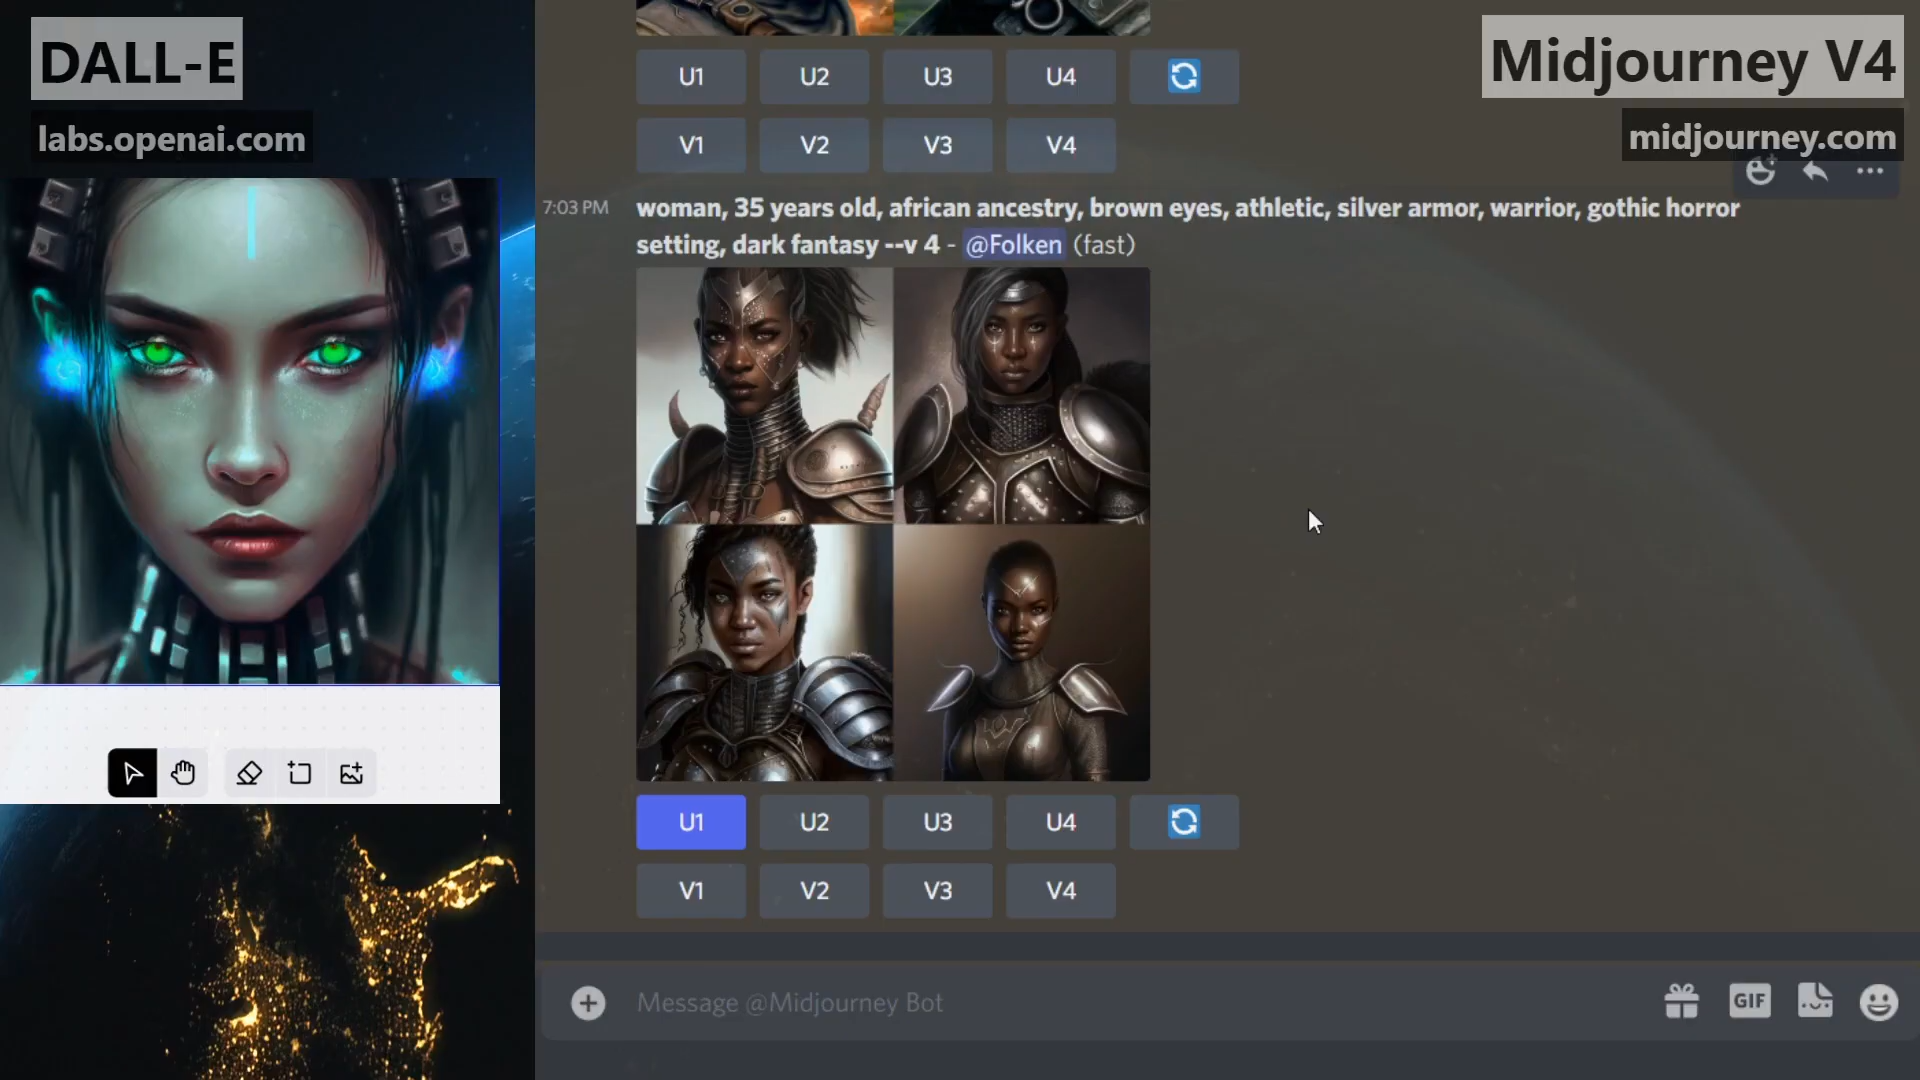 DALL-E
labs.openai.com
Midjourney V4
midjourney.com
U1 U2 U3 U4
V1 V2 V3 V4
7:03 PM woman, 35 years old, african ancestry, brown eyes, athletic, silver armor, warrior, gothic horror
setting, dark fantasy --v 4 - @Folken (fast)
U1 U2 U3 U4
V1 V2 V3 V4
Message @Midjourney Bot
GIF